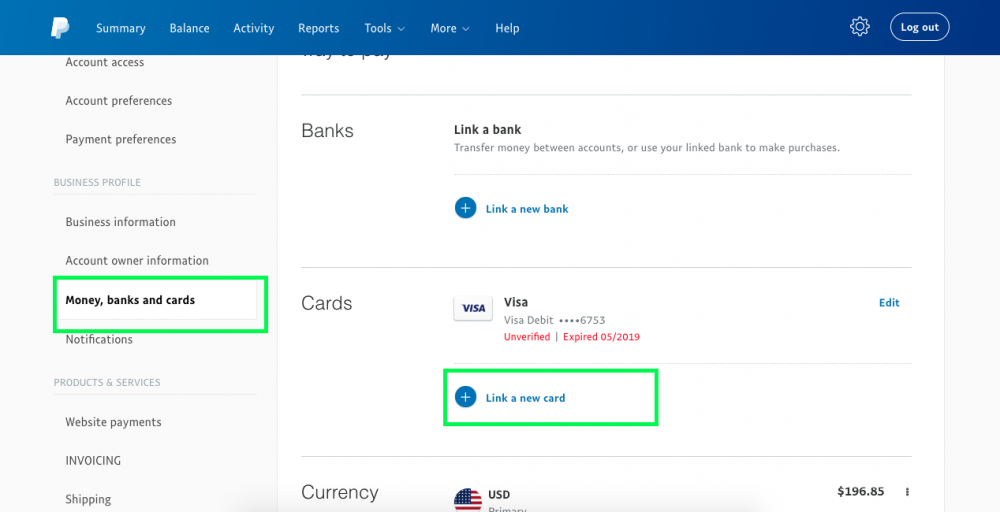 Summary Balance Activity Reports Tools More Help Log out
Account access
Account preferences
Payment preferences
BUSINESS PROFILE
Business information
Account owner information
Money, banks and cards
Notifications
PRODUCTS & SERVICES
Website payments
INVOICING
Shipping
way to pay
Banks
Link a bank
Transfer money between accounts, or use your linked bank to make purchases.
Link a new bank
Cards
VISA
Visa
Edit
Visa Debit ••••6753
Unverified | Expired 05/2019
Link a new card
Currency
USD
$196.85
Primary